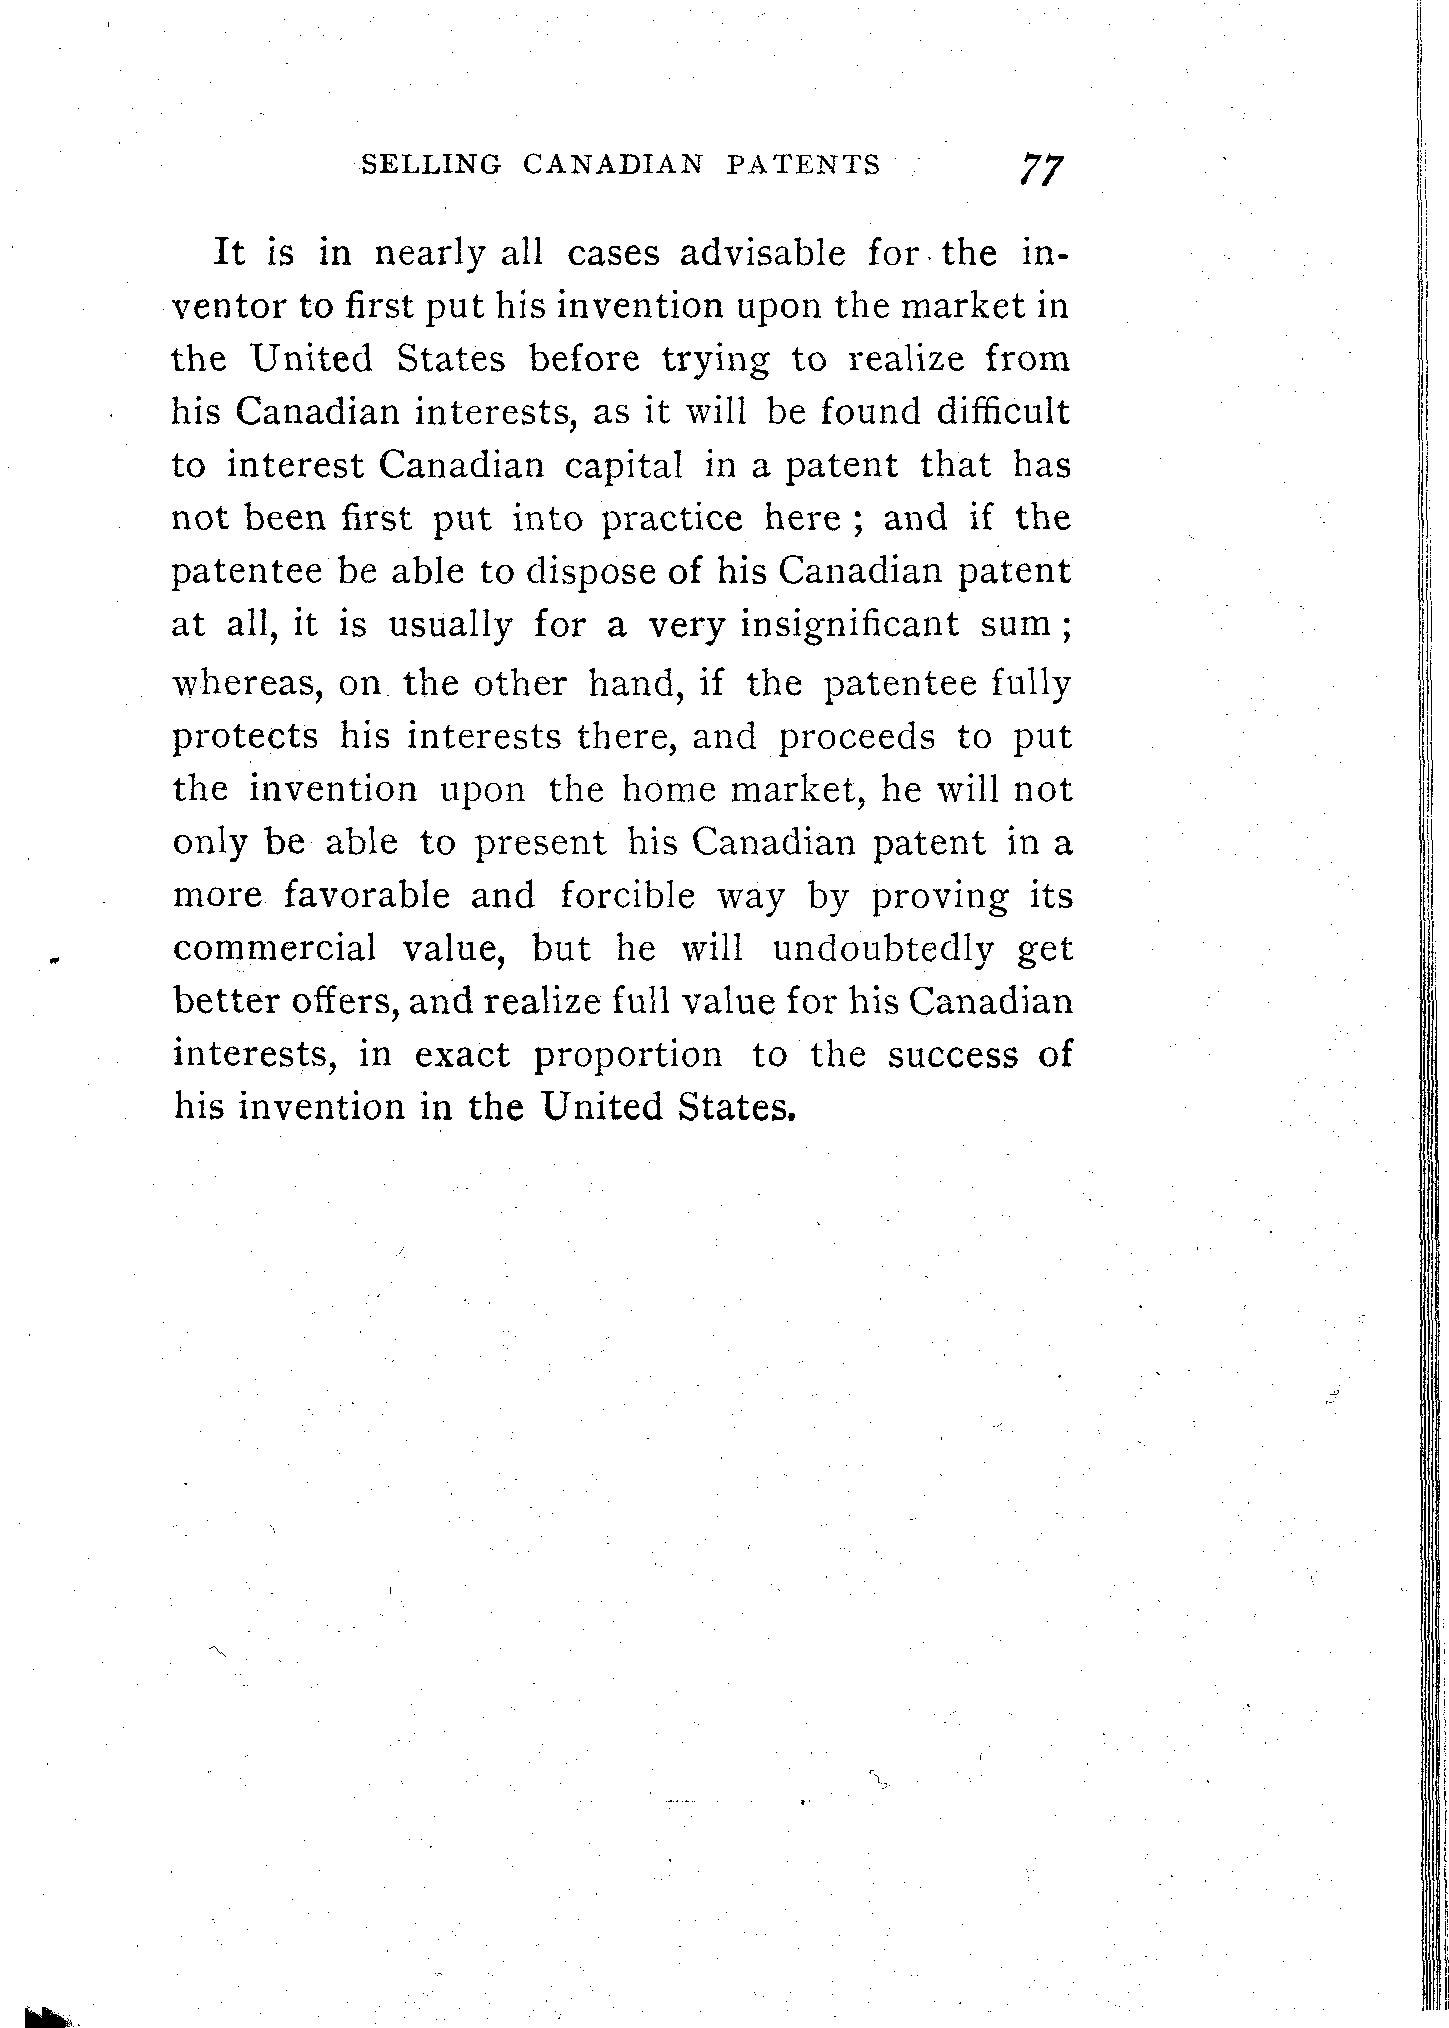 SELLING CANADIAN PATENTS 77
It is in nearly all cases advisable for the in-
ventor to first put his invention upon the market in
the United States before trying to realize from
his Canadian interests, as it will be found difficult
to interest Canadian capital in a patent that has
not been first put into practice here ; and if the
patentee be able to dispose of his Canadian patent
at all, it is usually for a very insignificant sum ;
whereas, on the other hand, if the patentee fully
protects his interests there, and proceeds to put
the invention upon the home market, he will not
only be able to present his Canadian patent in a
more favorable and forcible way by proving its
commercial value, but he will undoubtedly get
better offers, and realize full value for his Canadian
interests, in exact proportion to the success of
his invention in the United States.